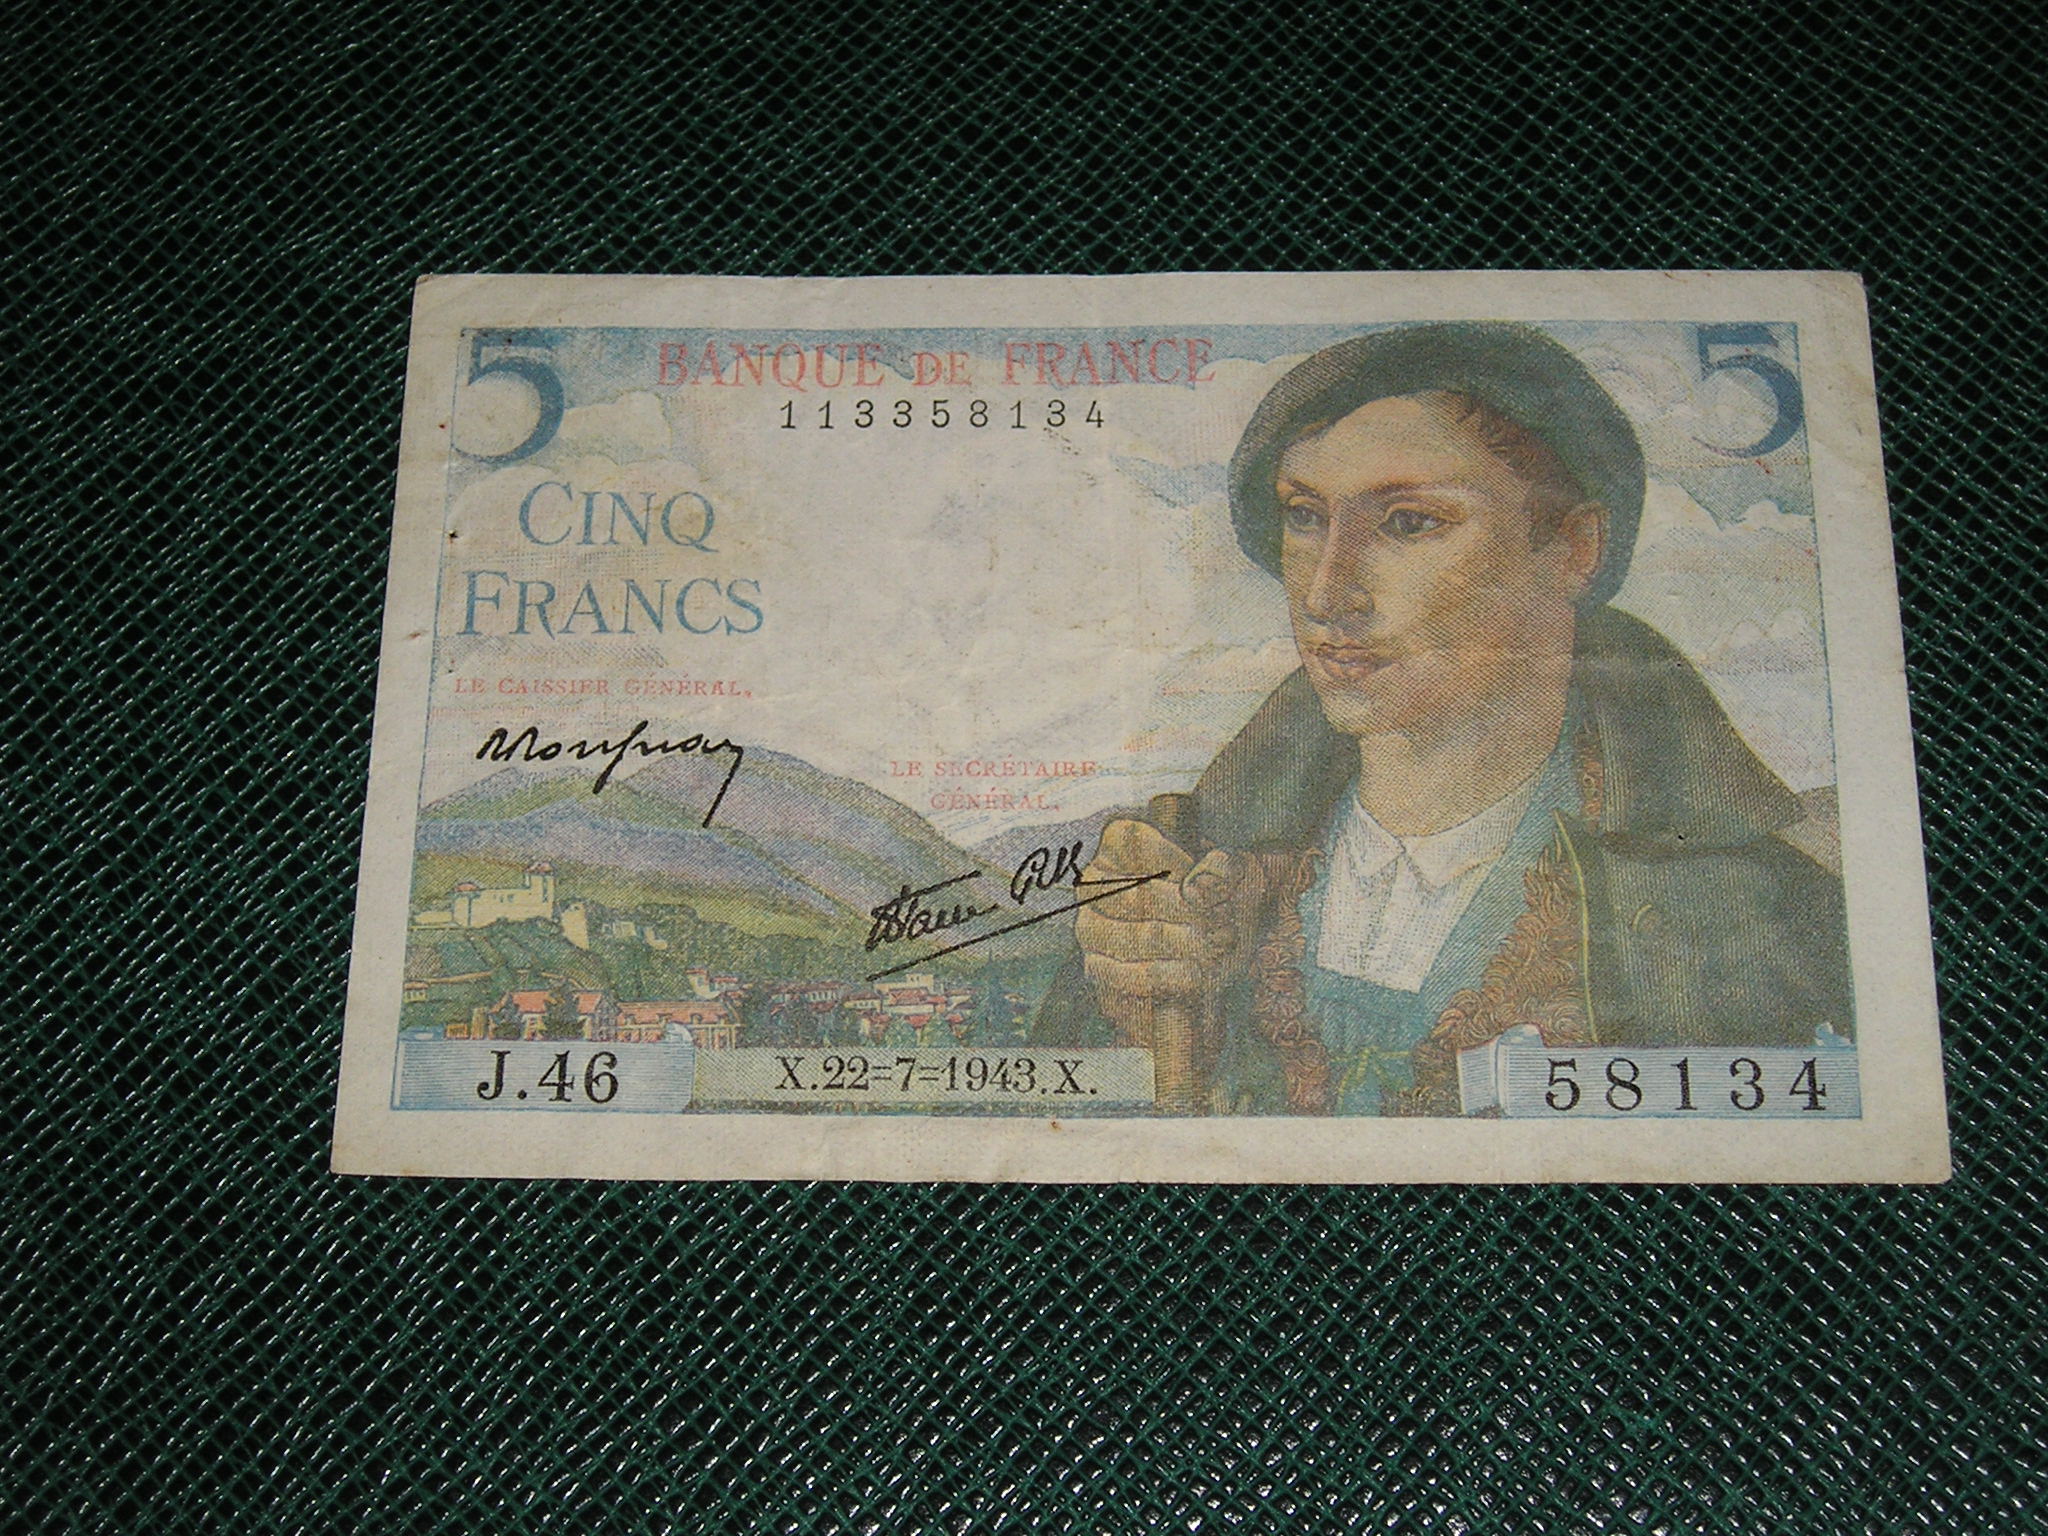 5
BANQUE DE FRANCE
5
113358134
CINQ
FRANCS
LE CAISSIER GÉNÉRAL,
LE SECRÉTAIRE
GÉNÉRAL,
J.46
X.22=7=1943.X.
58134